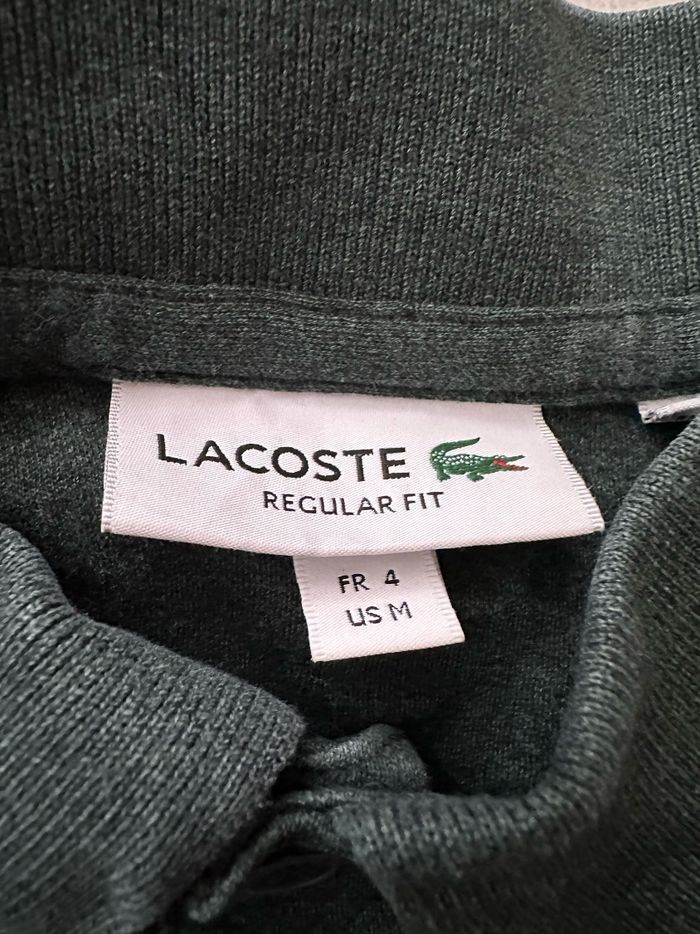 LACOSTE
REGULAR FIT
FR 4
US M